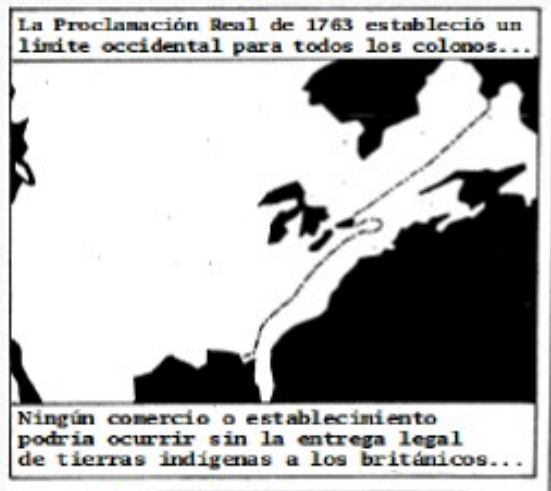 La Proclamación Real de 1763 estableció un
límite occidental para todos los colonos...
Ningún comercio o establecimiento
podría ocurrir sin la entrega legal
de tierras indígenas a los británicos...